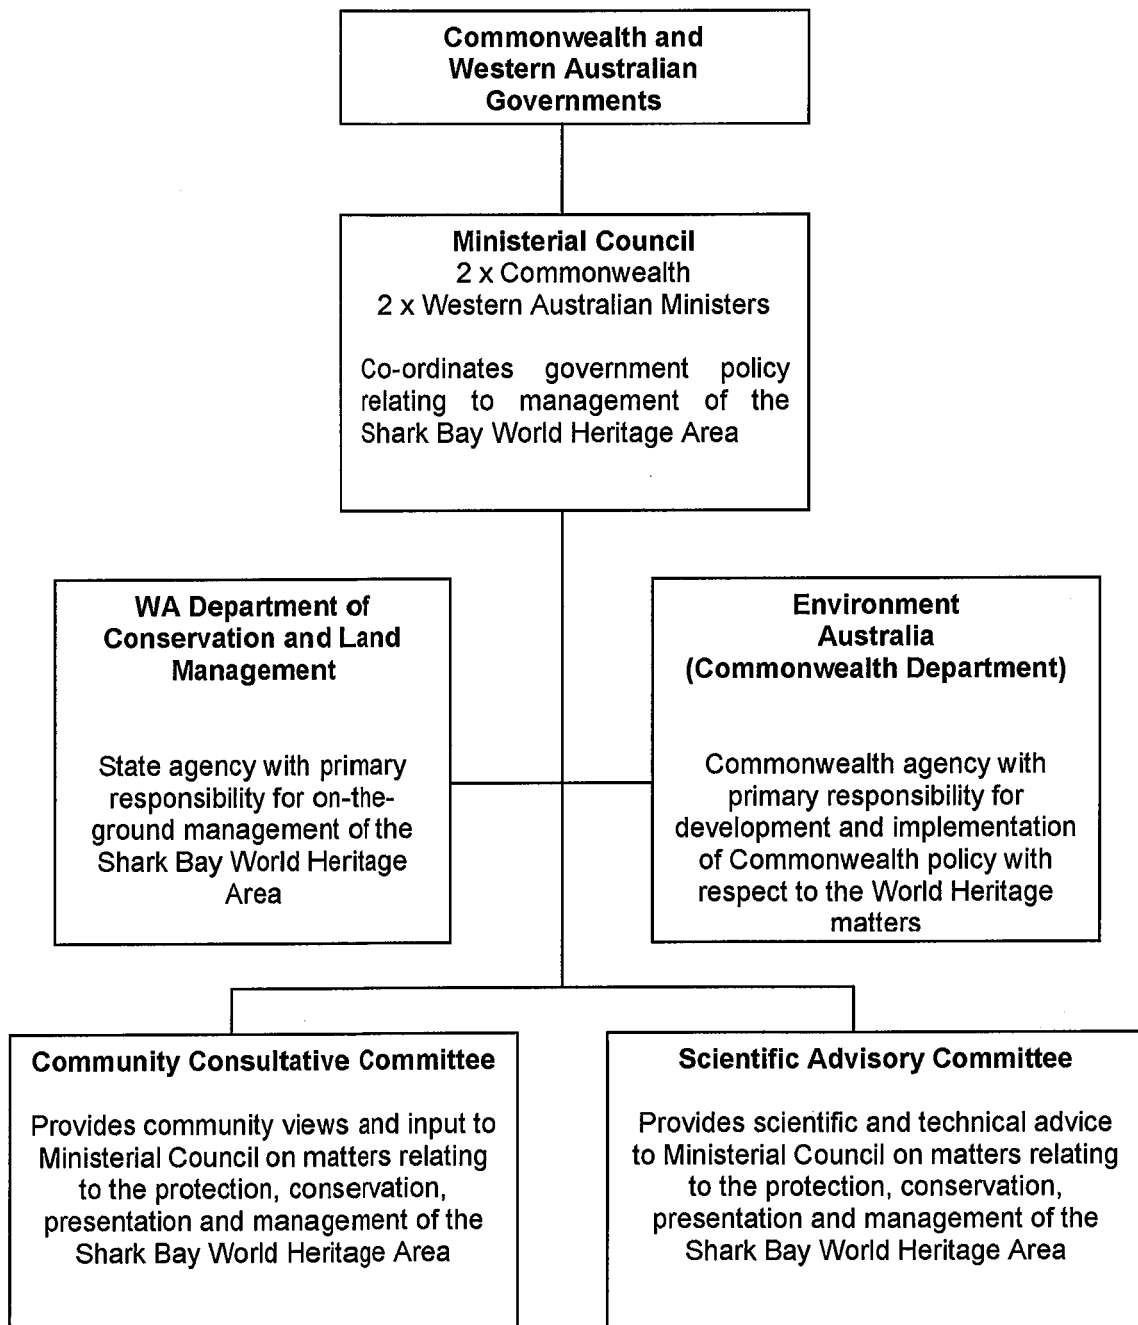 Commonwealth and
Western Australian
Governments
Ministerial Council
2 x Commonwealth
2 x Western Australian Ministers
Co-ordinates government policy
relating to management of the
Shark Bay World Heritage Area
WA Department of
Conservation and Land
Management
State agency with primary
responsibility for on-the-
ground management of the
Shark Bay World Heritage
Area
Environment
Australia
(Commonwealth Department)
Commonwealth agency with
primary responsibility for
development and implementation
of Commonwealth policy with
respect to the World Heritage
matters
Community Consultative Committee
Provides community views and input to
Ministerial Council on matters relating
to the protection, conservation,
presentation and management of the
Shark Bay World Heritage Area
Scientific Advisory Committee
Provides scientific and technical advice
to Ministerial Council on matters relating
to the protection, conservation,
presentation and management of the
Shark Bay World Heritage Area